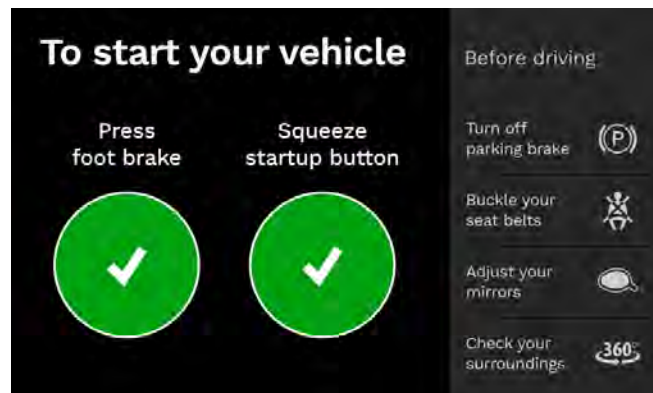 To start your vehicle
Press
foot brake
Squeeze
startup button
Before driving
Turn off
parking brake
(P)
Buckle your
seat belts
Adjust your
mirrors
Check your
surroundings
360°